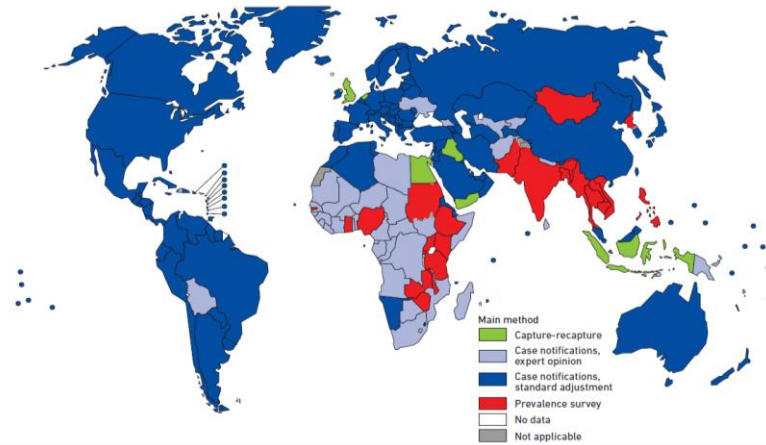 Main method
Capture-recapture
Case notifications,
expert opinion
Case notifications,
standard adjustment
Prevalence survey
No data
Not applicable